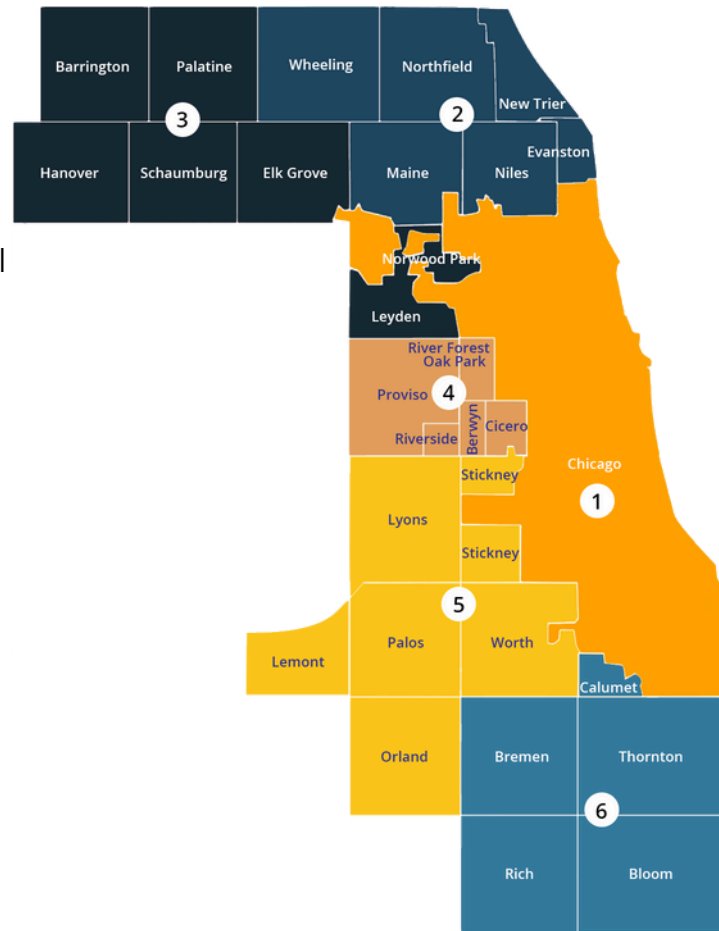 Barrington
Palatine
Wheeling
Northfield
New Trier
3
2
Hanover
Schaumburg
Elk Grove
Maine
Niles
Evanston
Norwood Park
Leyden
River Forest
Oak Park
Proviso
4
Riverside
Berwyn
Cicero
Chicago
1
Stickney
Lyons
Stickney
5
Lemont
Palos
Worth
Calumet
Orland
Bremen
Thornton
6
Rich
Bloom